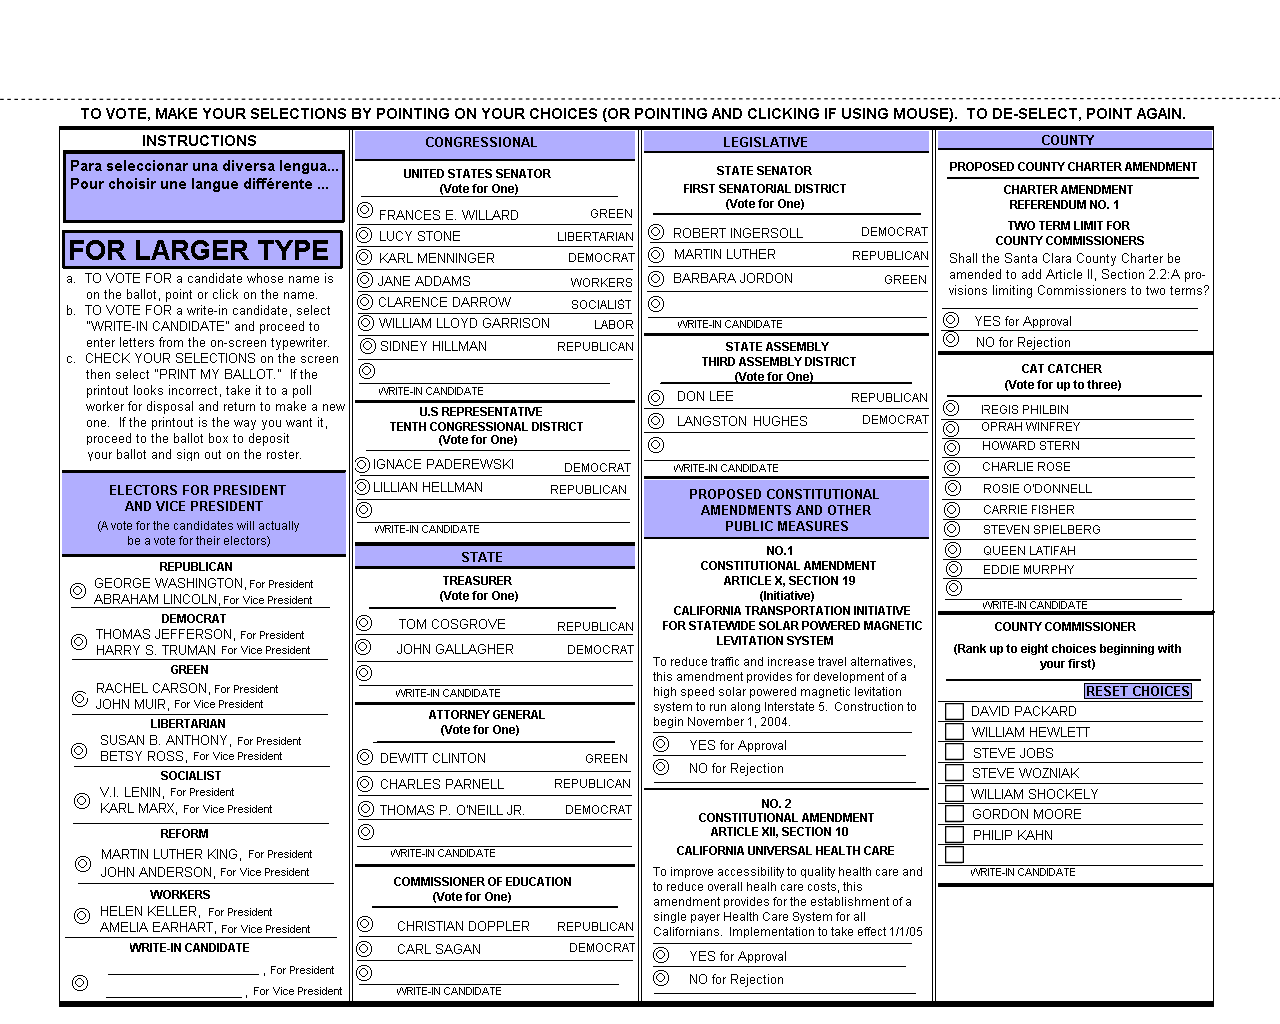 TO VOTE, MAKE YOUR SELECTIONS BY POINTING ON YOUR CHOICES (OR POINTING AND CLICKING IF USING MOUSE).  TO DE-SELECT, POINT AGAIN.
INSTRUCTIONS
Para seleccionar una diversa lengua...
Pour choisir une langue différente ...
FOR LARGER TYPE
a. TO VOTE FOR a candidate whose name is
on the ballot, point or click on the name.
b. TO VOTE FOR a write-in candidate, select
"WRITE-IN CANDIDATE" and proceed to
enter letters from the on-screen typewriter.
c. CHECK YOUR SELECTIONS on the screen
then select "PRINT MY BALLOT." If the
printout looks incorrect, take it to a poll
worker for disposal and return to make a new
one. If the printout is the way you want it,
proceed to the ballot box to deposit
your ballot and sign out on the roster.
ELECTORS FOR PRESIDENT
AND VICE PRESIDENT
(A vote for the candidates will actually
be a vote for their electors)
REPUBLICAN
GEORGE WASHINGTON, For President
ABRAHAM LINCOLN, For Vice President
DEMOCRAT
THOMAS JEFFERSON, For President
HARRY S. TRUMAN For Vice President
GREEN
RACHEL CARSON, For President
JOHN MUIR, For Vice President
LIBERTARIAN
SUSAN B. ANTHONY, For President
BETSY ROSS, For Vice President
SOCIALIST
V.I. LENIN, For President
KARL MARX, For Vice President
REFORM
MARTIN LUTHER KING, For President
JOHN ANDERSON, For Vice President
WORKERS
HELEN KELLER, For President
AMELIA EARHART, For Vice President
WRITE-IN CANDIDATE
, For President
, For Vice President
CONGRESSIONAL
UNITED STATES SENATOR
(Vote for One)
FRANCES E. WILLARD GREEN
LUCY STONE LIBERTARIAN
KARL MENNINGER DEMOCRAT
JANE ADDAMS WORKERS
CLARENCE DARROW SOCIALIST
WILLIAM LLOYD GARRISON LABOR
SIDNEY HILLMAN REPUBLICAN
WRITE-IN CANDIDATE
U.S REPRESENTATIVE
TENTH CONGRESSIONAL DISTRICT
(Vote for One)
IGNACE PADEREWSKI DEMOCRAT
LILLIAN HELLMAN REPUBLICAN
WRITE-IN CANDIDATE
STATE
TREASURER
(Vote for One)
TOM COSGROVE REPUBLICAN
JOHN GALLAGHER DEMOCRAT
WRITE-IN CANDIDATE
ATTORNEY GENERAL
(Vote for One)
DEWITT CLINTON GREEN
CHARLES PARNELL REPUBLICAN
THOMAS P. O'NEILL JR. DEMOCRAT
WRITE-IN CANDIDATE
COMMISSIONER OF EDUCATION
(Vote for One)
CHRISTIAN DOPPLER REPUBLICAN
CARL SAGAN DEMOCRAT
WRITE-IN CANDIDATE
LEGISLATIVE
STATE SENATOR
FIRST SENATORIAL DISTRICT
(Vote for One)
ROBERT INGERSOLL DEMOCRAT
MARTIN LUTHER REPUBLICAN
BARBARA JORDON GREEN
WRITE-IN CANDIDATE
STATE ASSEMBLY
THIRD ASSEMBLY DISTRICT
(Vote for One)
DON LEE REPUBLICAN
LANGSTON HUGHES DEMOCRAT
WRITE-IN CANDIDATE
PROPOSED CONSTITUTIONAL
AMENDMENTS AND OTHER
PUBLIC MEASURES
NO.1
CONSTITUTIONAL AMENDMENT
ARTICLE X, SECTION 19
(Initiative)
CALIFORNIA TRANSPORTATION INITIATIVE
FOR STATEWIDE SOLAR POWERED MAGNETIC
LEVITATION SYSTEM
To reduce traffic and increase travel alternatives,
this amendment provides for development of a
high speed solar powered magnetic levitation
system to run along Interstate 5. Construction to
begin November 1, 2004.
YES for Approval
NO for Rejection
NO. 2
CONSTITUTIONAL AMENDMENT
ARTICLE XII, SECTION 10
CALIFORNIA UNIVERSAL HEALTH CARE
To improve accessibility to quality health care and
to reduce overall healh care costs, this
amendment provides for the establishment of a
single payer Health Care System for all
Californians. Implementation to take effect 1/1/05
YES for Approval
NO for Rejection
COUNTY
PROPOSED COUNTY CHARTER AMENDMENT
CHARTER AMENDMENT
REFERENDUM NO. 1
TWO TERM LIMIT FOR
COUNTY COMMISSIONERS
Shall the Santa Clara County Charter be
amended to add Article II, Section 2.2:A pro-
visions limiting Commissioners to two terms?
YES for Approval
NO for Rejection
CAT CATCHER
(Vote for up to three)
REGIS PHILBIN
OPRAH WINFREY
HOWARD STERN
CHARLIE ROSE
ROSIE O'DONNELL
CARRIE FISHER
STEVEN SPIELBERG
QUEEN LATIFAH
EDDIE MURPHY
WRITE-IN CANDIDATE
COUNTY COMMISSIONER
(Rank up to eight choices beginning with
your first)
RESET CHOICES
DAVID PACKARD
WILLIAM HEWLETT
STEVE JOBS
STEVE WOZNIAK
WILLIAM SHOCKELY
GORDON MOORE
PHILIP KAHN
WRITE-IN CANDIDATE